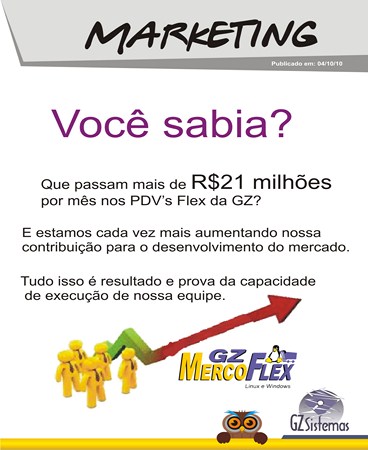 MARKETING
Publicado em: 04/10/10
Você sabia?
Que passam mais de R$21 milhões
por mês nos PDV's Flex da GZ?
E estamos cada vez mais aumentando nossa
contribuição para o desenvolvimento do mercado.
Tudo isso é resultado e prova da capacidade
de execução de nossa equipe.
GZ
MERCOFLEX
Linux e Windows
GZ Sistemas